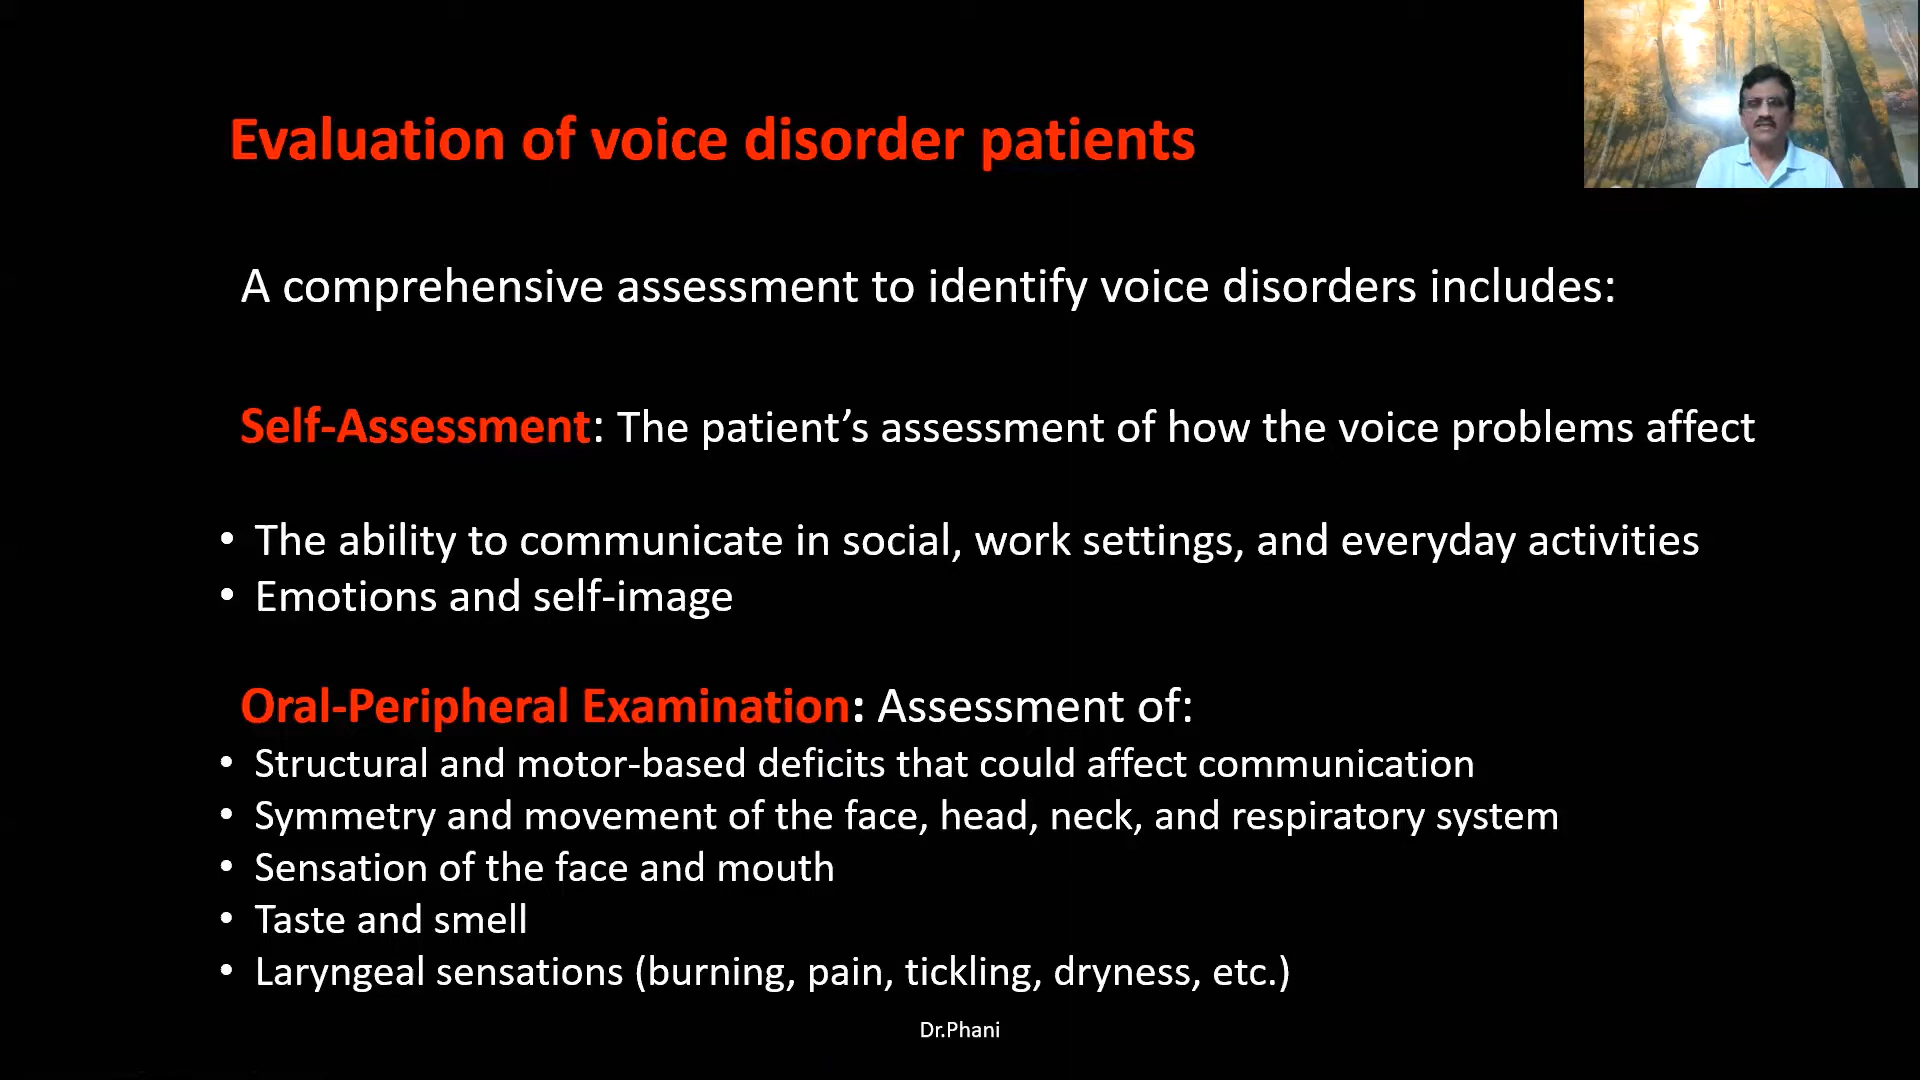 Evaluation of voice disorder patients
A comprehensive assessment to identify voice disorders includes:
Self-Assessment: The patient’s assessment of how the voice problems affect
• The ability to communicate in social, work settings, and everyday activities
• Emotions and self-image
Oral-Peripheral Examination: Assessment of:
• Structural and motor-based deficits that could affect communication
• Symmetry and movement of the face, head, neck, and respiratory system
• Sensation of the face and mouth
• Taste and smell
• Laryngeal sensations (burning, pain, tickling, dryness, etc.)
Dr.Phani